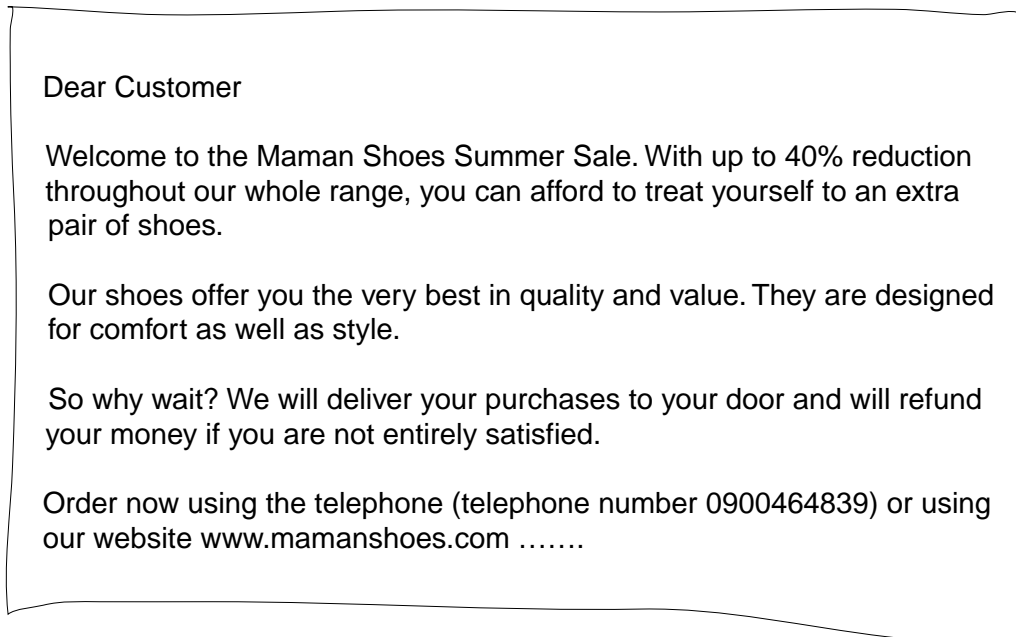 Dear Customer
Welcome to the Maman Shoes Summer Sale. With up to 40% reduction
throughout our whole range, you can afford to treat yourself to an extra
pair of shoes.
Our shoes offer you the very best in quality and value. They are designed
for comfort as well as style.
So why wait? We will deliver your purchases to your door and will refund
your money if you are not entirely satisfied.
Order now using the telephone (telephone number 0900464839) or using
our website www.mamanshoes.com …….